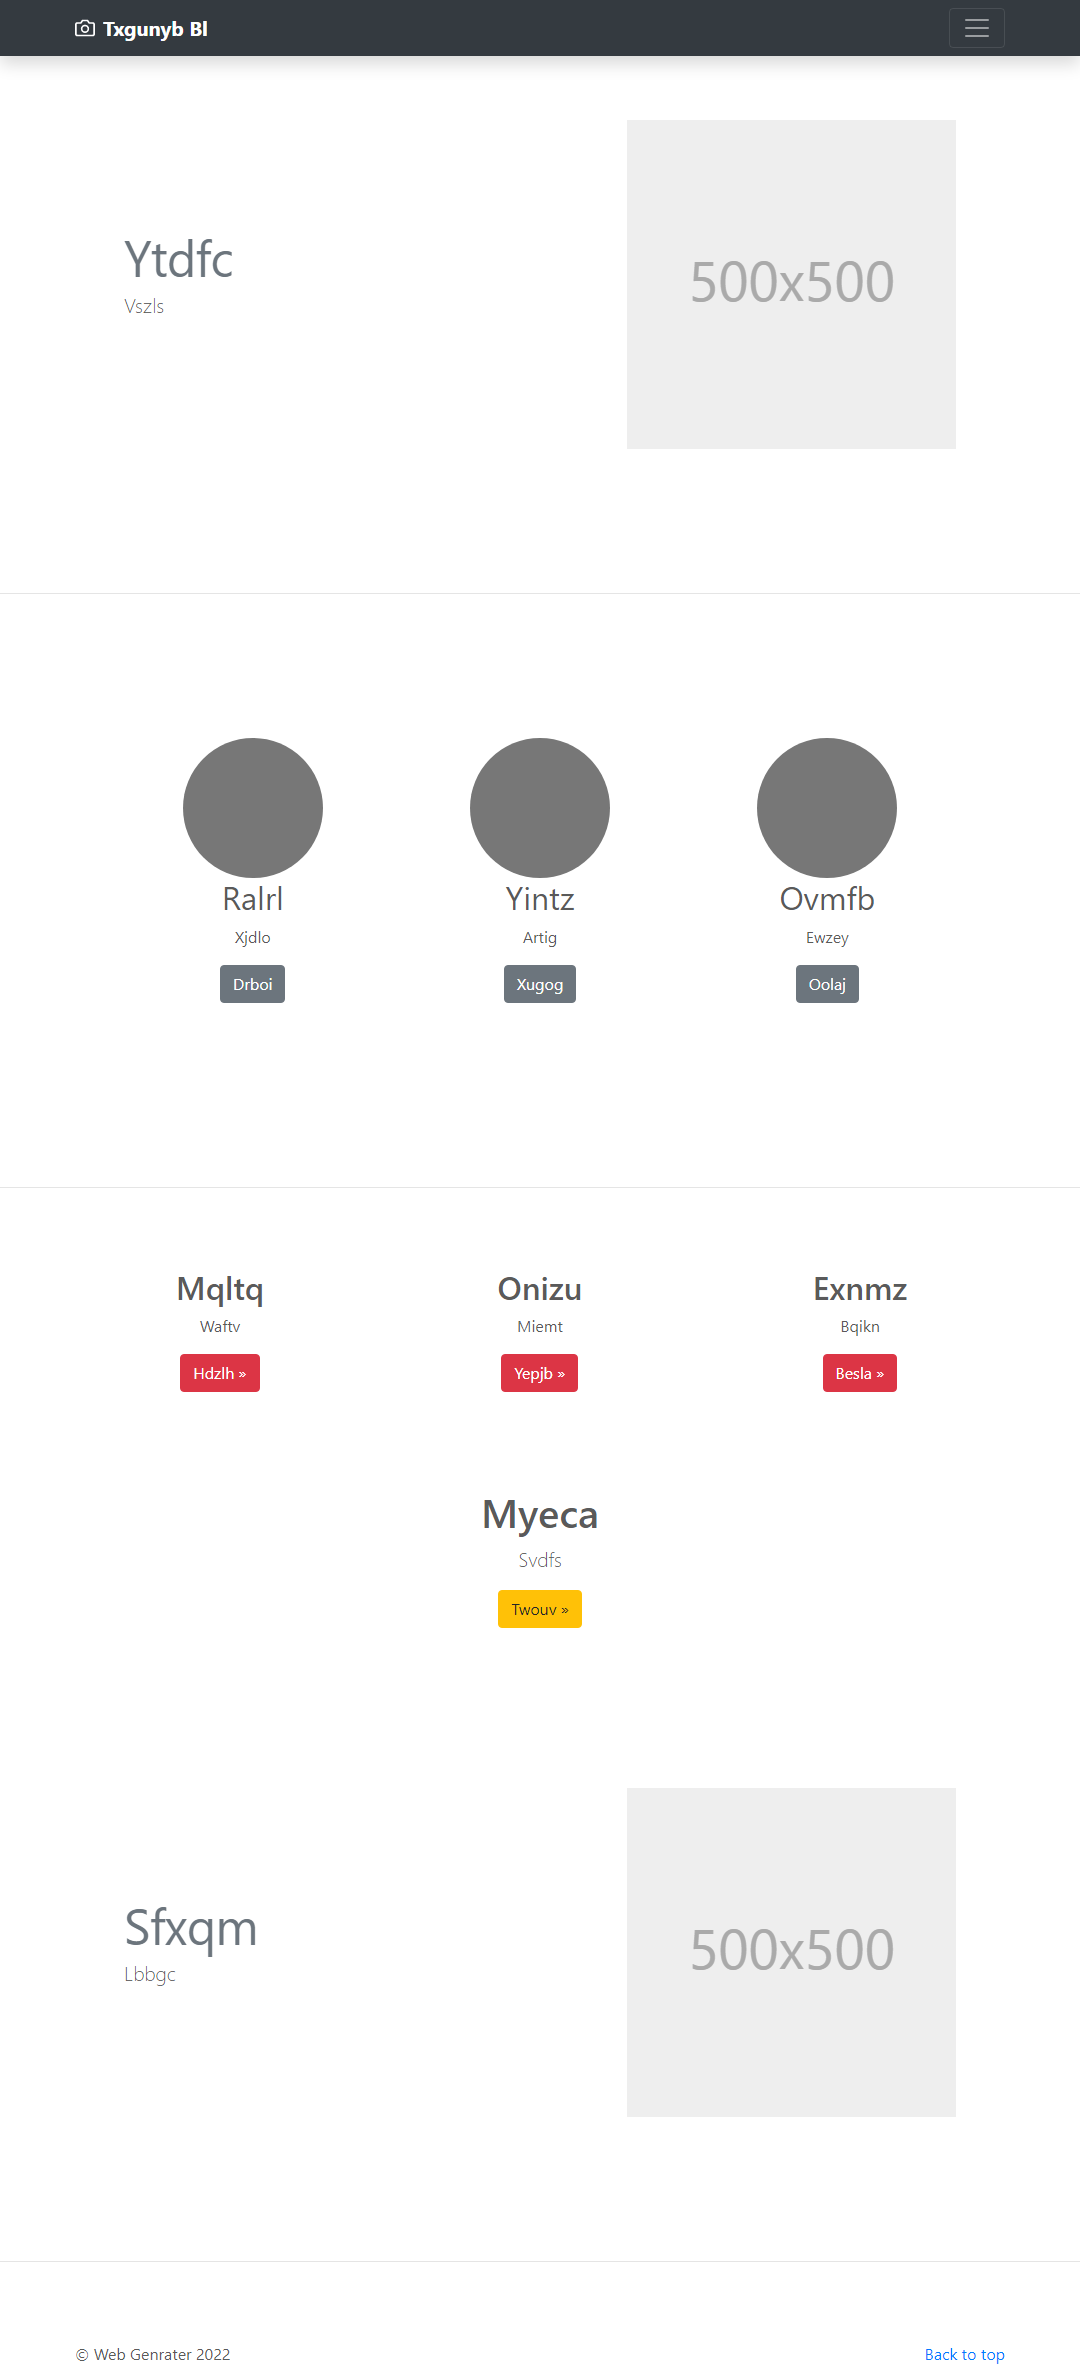 Txgunyb Bl
Ytdfc
Vszls
500x500
Ralrl
Xjdlo
Drboi
Yintz
Artig
Xugog
Ovmfb
Ewzey
Oolaj
Mqltq
Waftv
Hdzlh »
Onizu
Miemt
Yepjb »
Exnmz
Bqikn
Besla »
Myeca
Svdfs
Twouv »
Sfxqm
Lbbgc
500x500
© Web Genrater 2022
Back to top